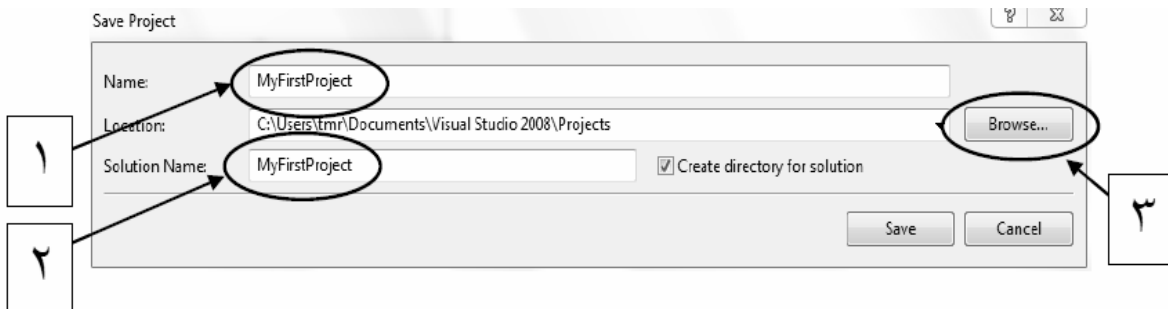 Save Project
Name: MyFirstProject
Location: C:\Users\tmr\Documents\Visual Studio 2008\Projects Browse...
Solution Name: MyFirstProject Create directory for solution
Save Cancel
١
٢
٣